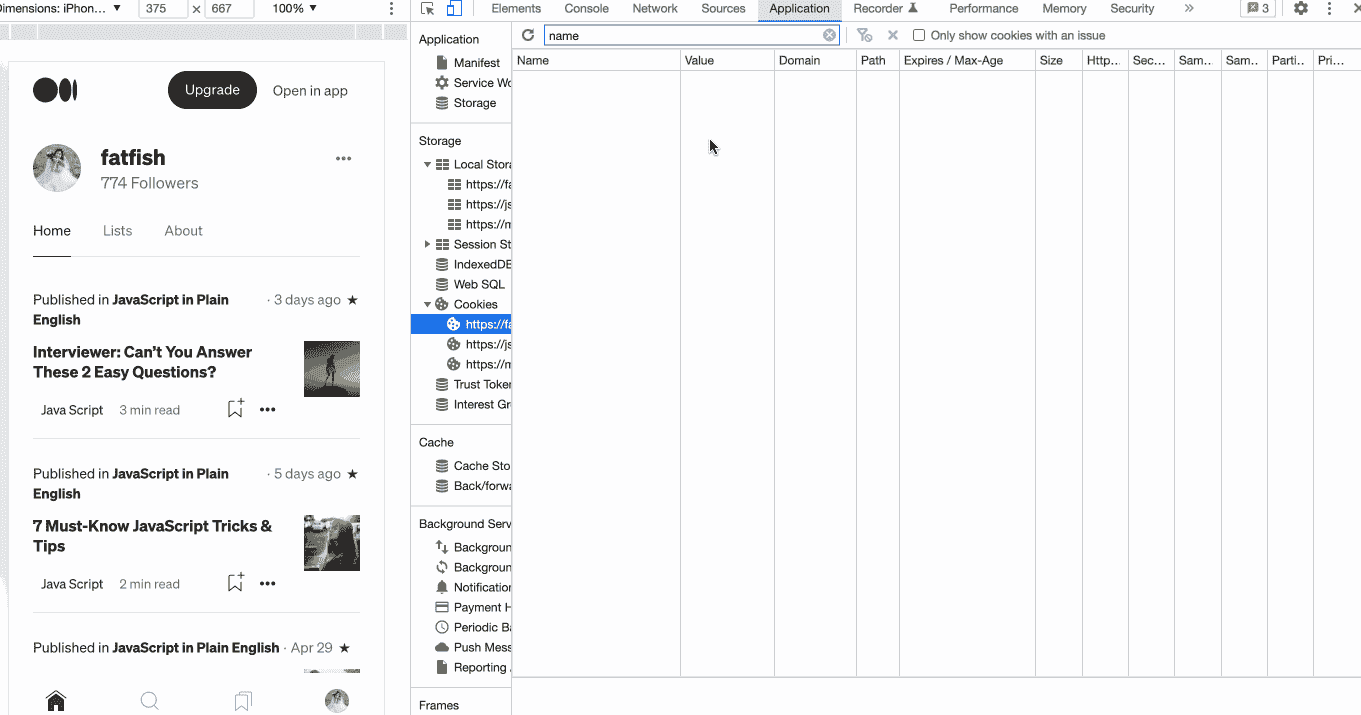 Dimensions: iPhon... ▼ 375 × 667 100% ▼
Upgrade
Open in app
fatfish
774 Followers
Home Lists About
Published in JavaScript in Plain English · 3 days ago ★
Interviewer: Can't You Answer
These 2 Easy Questions?
Java Script 3 min read
Published in JavaScript in Plain English · 5 days ago ★
7 Must-Know JavaScript Tricks &
Tips
Java Script 2 min read
Published in JavaScript in Plain English · Apr 29 ★
Elements Console Network Sources Application Recorder Performance Memory Security » 3
Application
Manifest
Service Wo
Storage
Storage
Local Stora
https://fa
https://js
https://m
Session St
IndexedDB
Web SQL
Cookies
https://fa
https://js
https://m
Trust Token
Interest Gr
Cache
Cache Sto
Back/forwa
Background Serv
Backgroun
Backgroun
Notification
Payment H
Periodic Ba
Push Mess
Reporting
Frames
name
Only show cookies with an issue
Name Value Domain Path Expires / Max-Age Size Http... Sec... Sam... Sam... Parti... Pri...